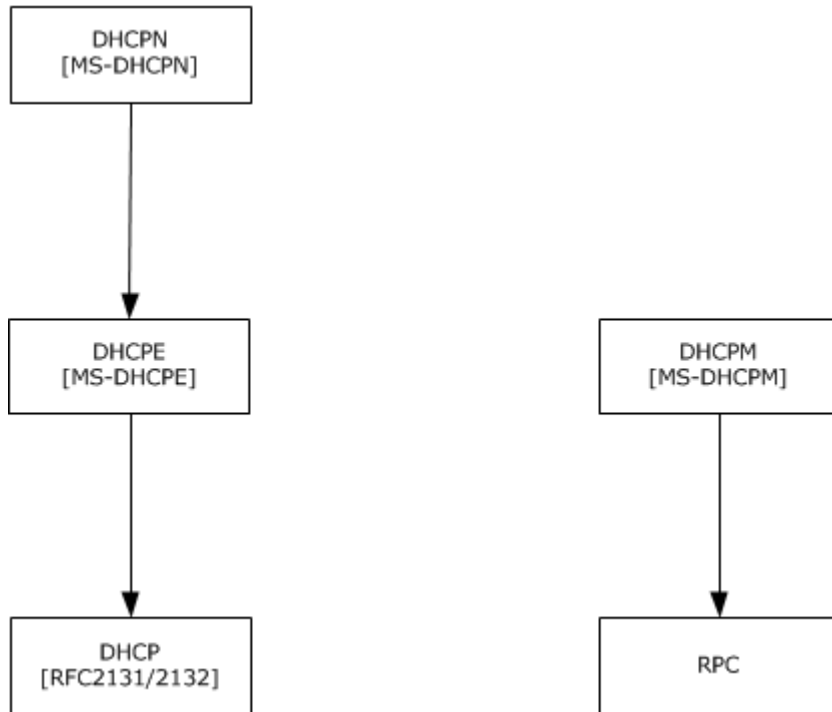 DHCPN
[MS-DHCPN]
DHCPE
[MS-DHCPE]
DHCPM
[MS-DHCPM]
DHCP
[RFC2131/2132]
RPC